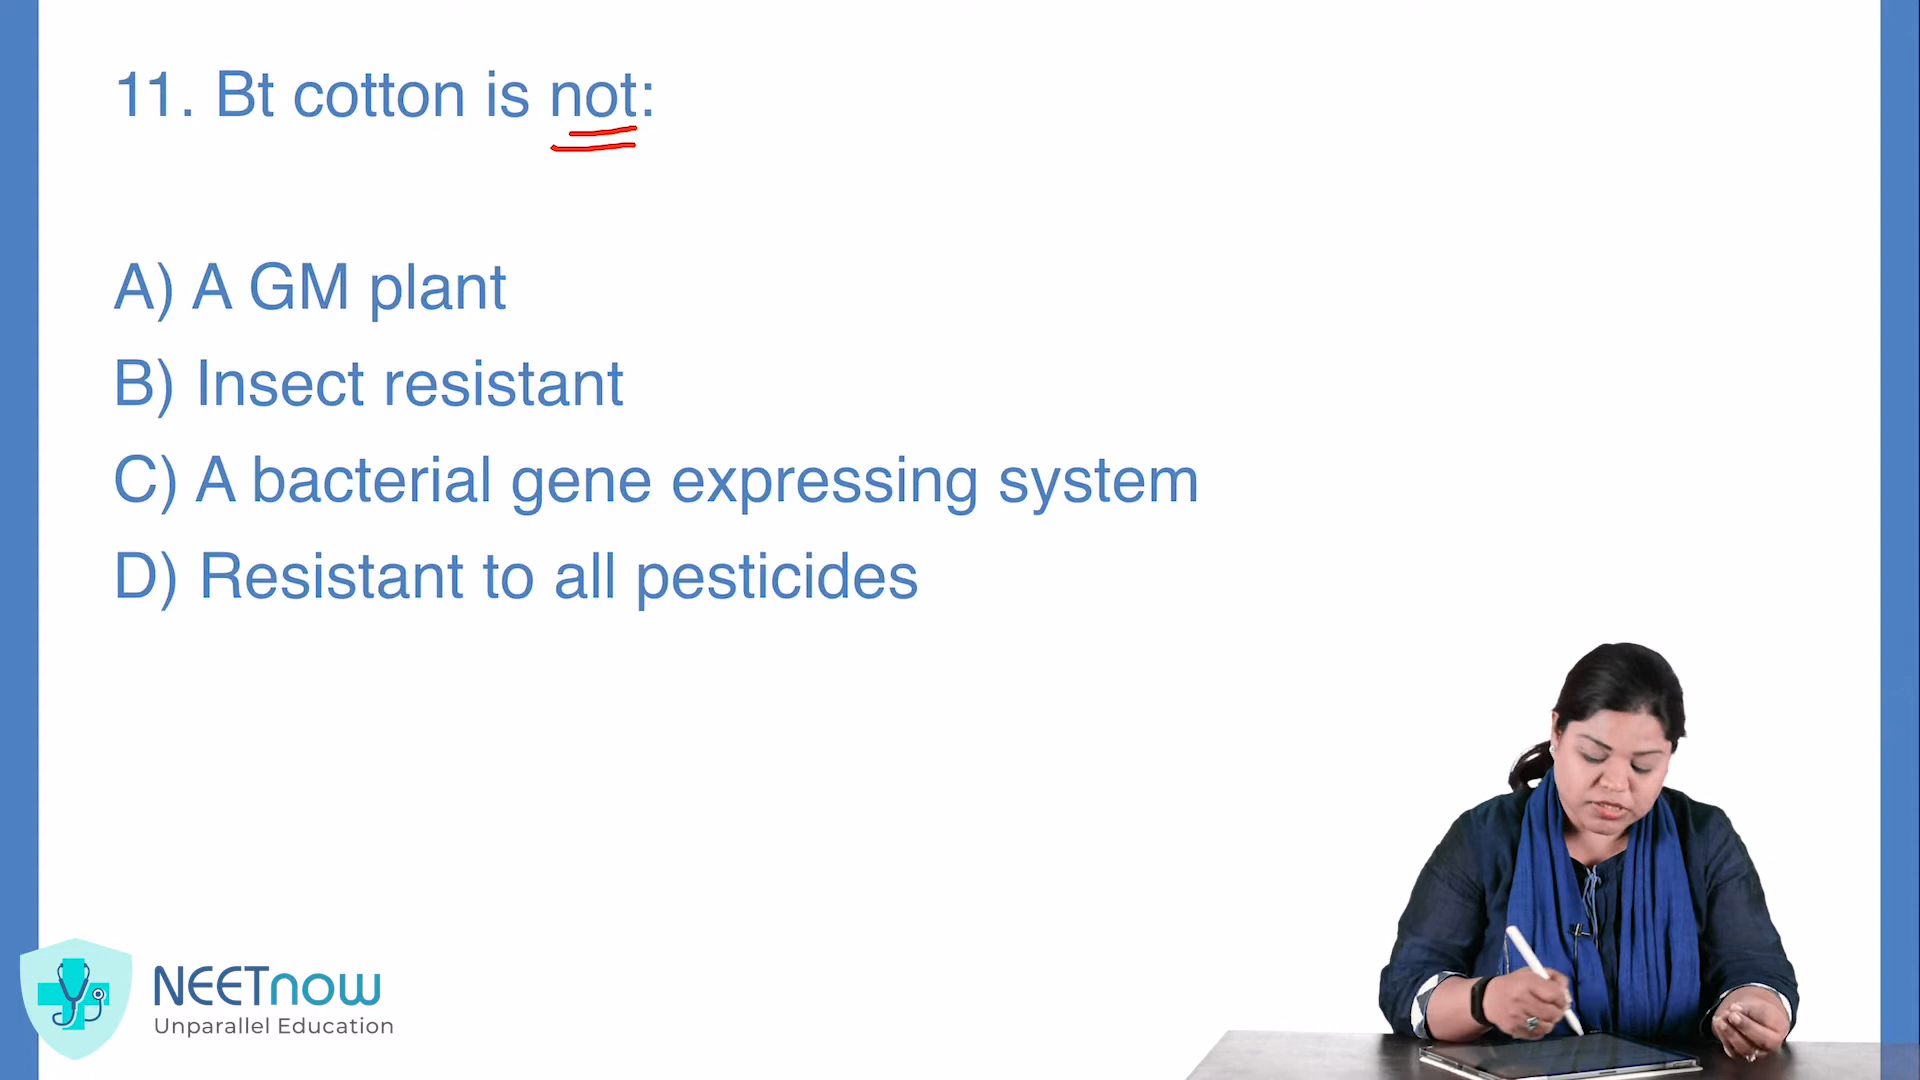 11. Bt cotton is not:
A) A GM plant
B) Insect resistant
C) A bacterial gene expressing system
D) Resistant to all pesticides
NEETnow
Unparallel Education